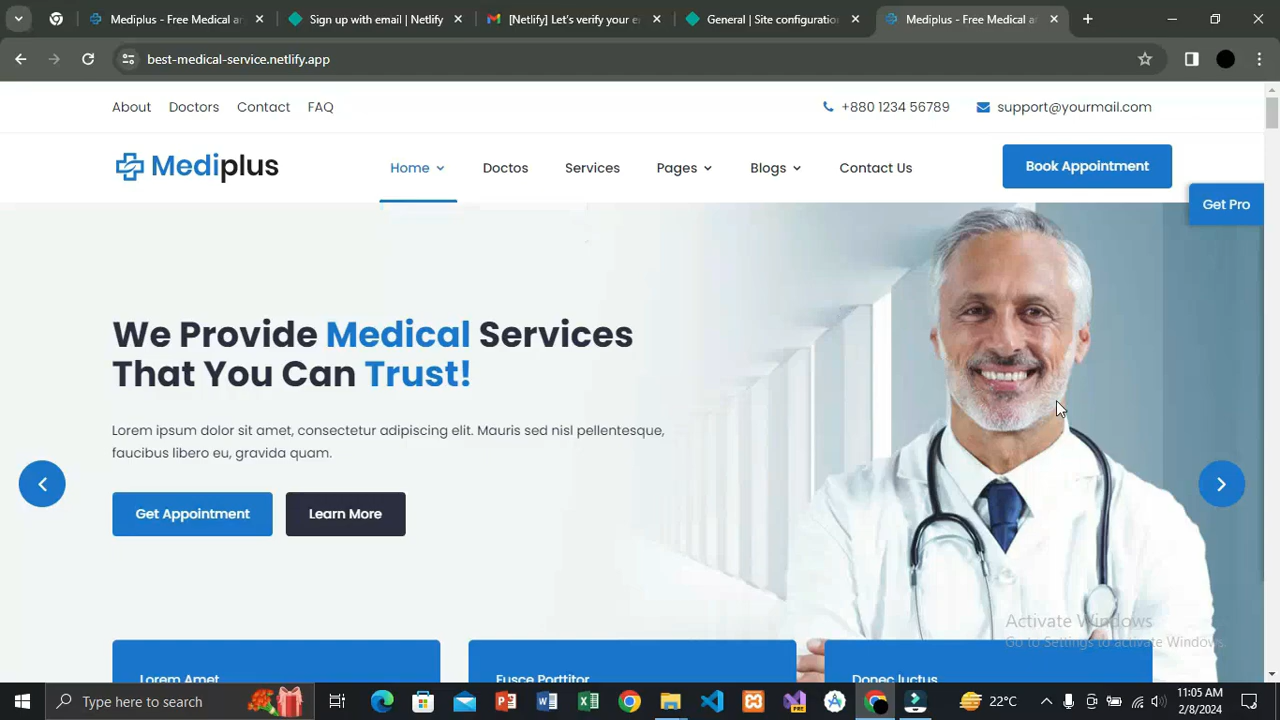 Mediplus - Free Medical a
Sign up with email | Netlify
[Netlify] Let's verify your e
General | Site configuration
Mediplus - Free Medical a
best-medical-service.netlify.app
About
Doctors
Contact
FAQ
+880 1234 56789
support@yourmail.com
Mediplus
Home
Doctos
Services
Pages
Blogs
Contact Us
Book Appointment
Get Pro
We Provide Medical Services
That You Can Trust!
Lorem ipsum dolor sit amet, consectetur adipiscing elit. Mauris sed nisl pellentesque,
faucibus libero eu, gravida quam.
Get Appointment
Learn More
Activate Windows
Go to Settings to activate Windows.
Lorem Amet
Fusce Porttitor
Donec luctus
Type here to search
22°C
11:05 AM
2/8/2024